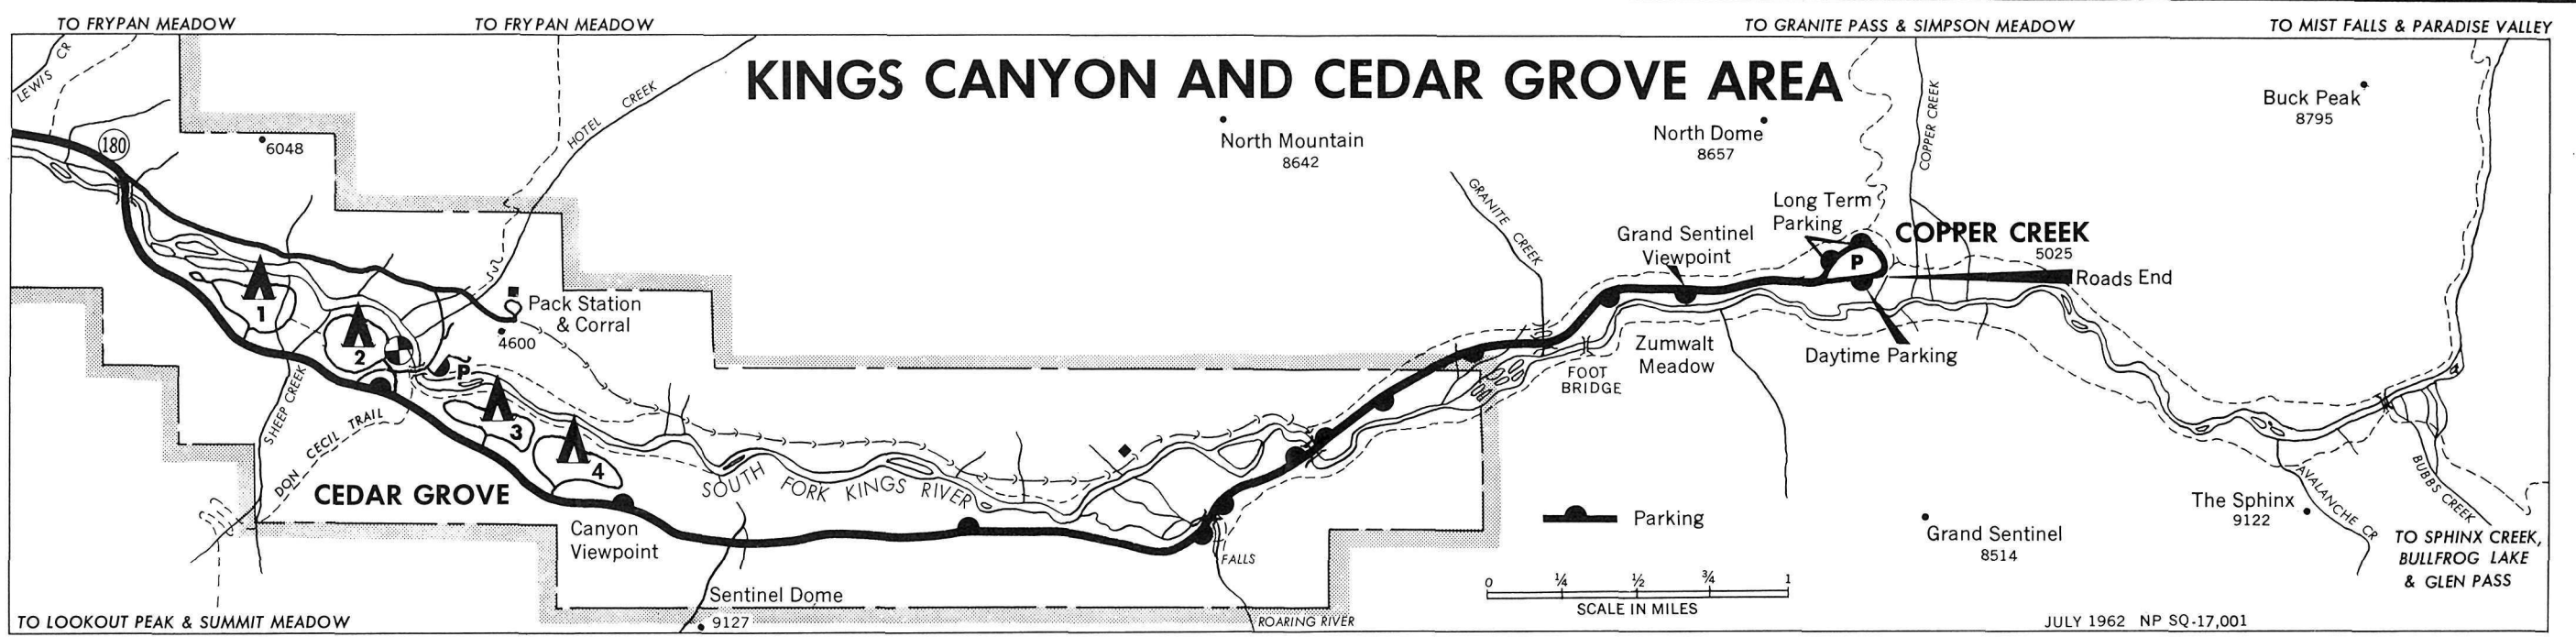 TO FRYPAN MEADOW
TO FRYPAN MEADOW
TO GRANITE PASS & SIMPSON MEADOW
TO MIST FALLS & PARADISE VALLEY
KINGS CANYON AND CEDAR GROVE AREA
LEWIS CR
180
6048
HOTEL CREEK
North Mountain
8642
North Dome
8657
COPPER CREEK
Buck Peak
8795
GRANITE CREEK
Long Term
Parking
Grand Sentinel
Viewpoint
P
COPPER CREEK
5025
Roads End
Pack Station
& Corral
4600
1
2
P
3
4
SHEEP CREEK
DON CECIL TRAIL
CEDAR GROVE
Canyon
Viewpoint
SOUTH FORK KINGS RIVER
FOOT
BRIDGE
Zumwalt
Meadow
Daytime Parking
Parking
FALLS
Sentinel Dome
9127
ROARING RIVER
0 ¼ ½ ¾ 1
SCALE IN MILES
Grand Sentinel
8514
The Sphinx
9122
AVALANCHE CR
BUBBS CREEK
TO SPHINX CREEK,
BULLFROG LAKE
& GLEN PASS
TO LOOKOUT PEAK & SUMMIT MEADOW
JULY 1962 NP SQ-17,001